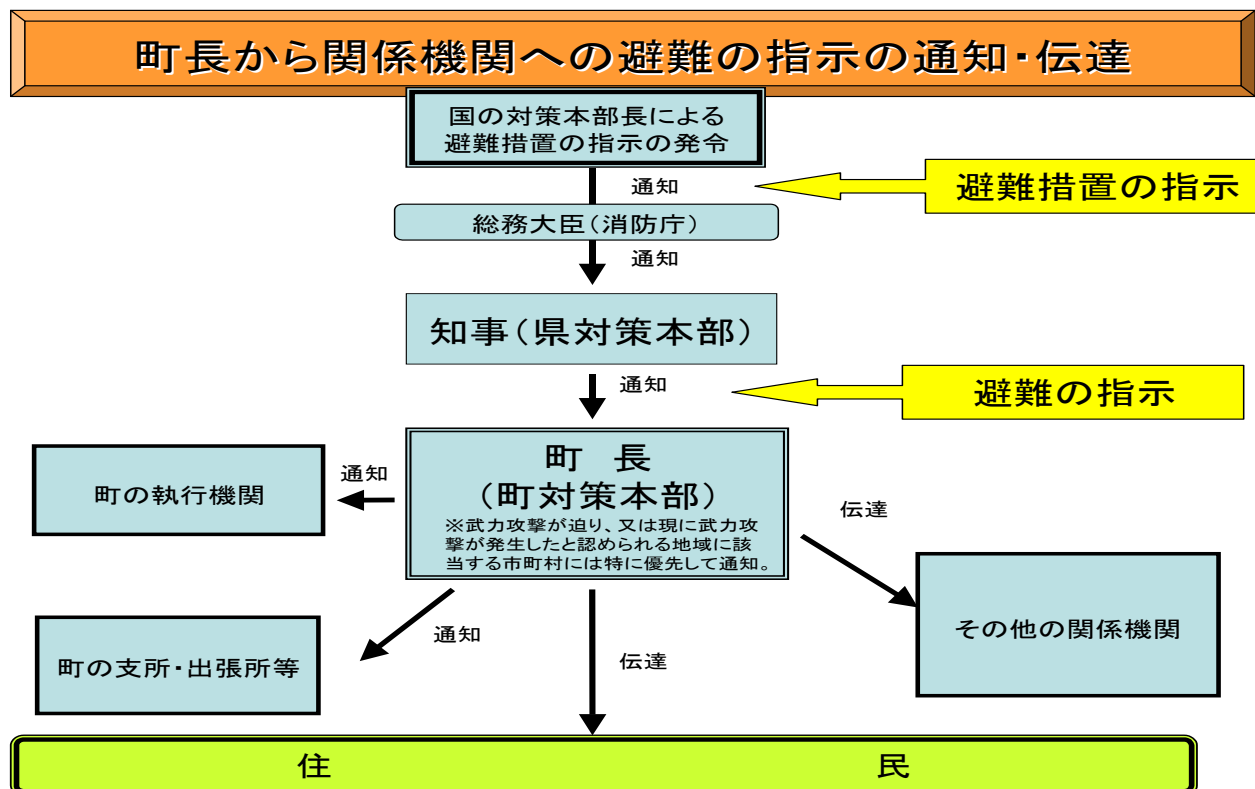 町長から関係機関への避難の指示の通知・伝達
国の対策本部長による
避難措置の指示の発令
通知
避難措置の指示
総務大臣(消防庁)
通知
知事(県対策本部)
通知
避難の指示
町 長
(町対策本部)
※武力攻撃が迫り、又は現に武力攻
撃が発生したと認められる地域に該
当する市町村には特に優先して通知。
通知
町の執行機関
伝達
その他の関係機関
通知
町の支所・出張所等
伝達
住 民